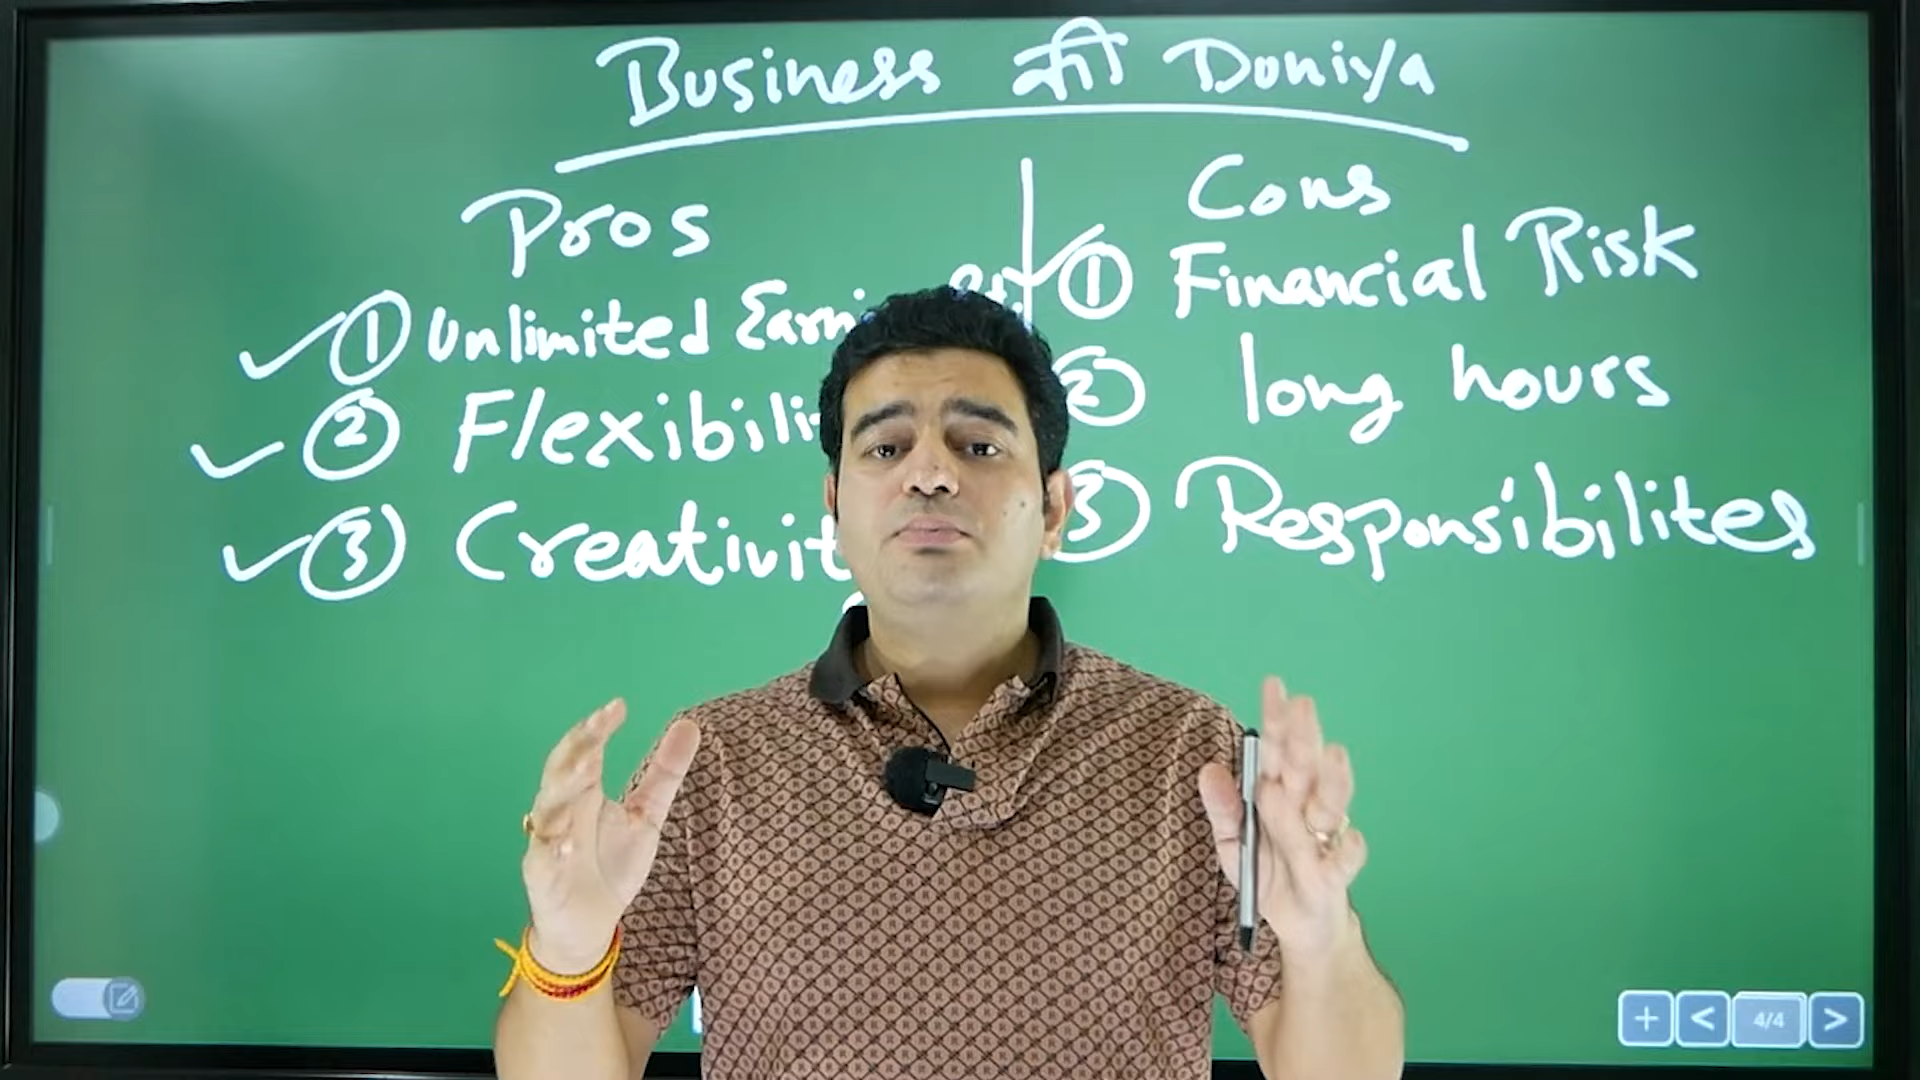 Business की Duniya
Pros
① Unlimited
② Flexibili
③ Creativit
Cons
① Financial Risk
② long hours
③ Responsibilites
4/4